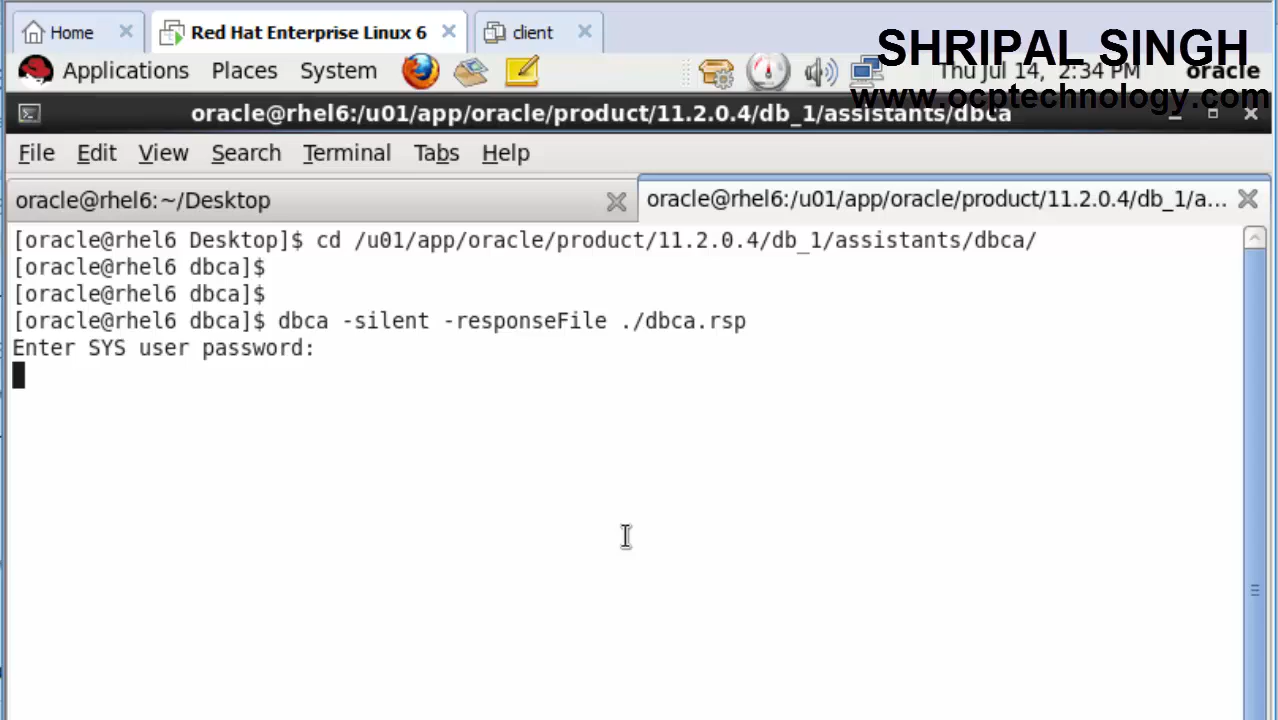 Home
Red Hat Enterprise Linux 6
client
SHRIPAL SINGH
Applications Places System
Thu Jul 14, 2:34 PM oracle
www.ocptechnology.com
oracle@rhel6:/u01/app/oracle/product/11.2.0.4/db_1/assistants/dbca
File Edit View Search Terminal Tabs Help
oracle@rhel6:~/Desktop
oracle@rhel6:/u01/app/oracle/product/11.2.0.4/db_1/a...
[oracle@rhel6 Desktop]$ cd /u01/app/oracle/product/11.2.0.4/db_1/assistants/dbca/
[oracle@rhel6 dbca]$
[oracle@rhel6 dbca]$
[oracle@rhel6 dbca]$ dbca -silent -responseFile ./dbca.rsp
Enter SYS user password: